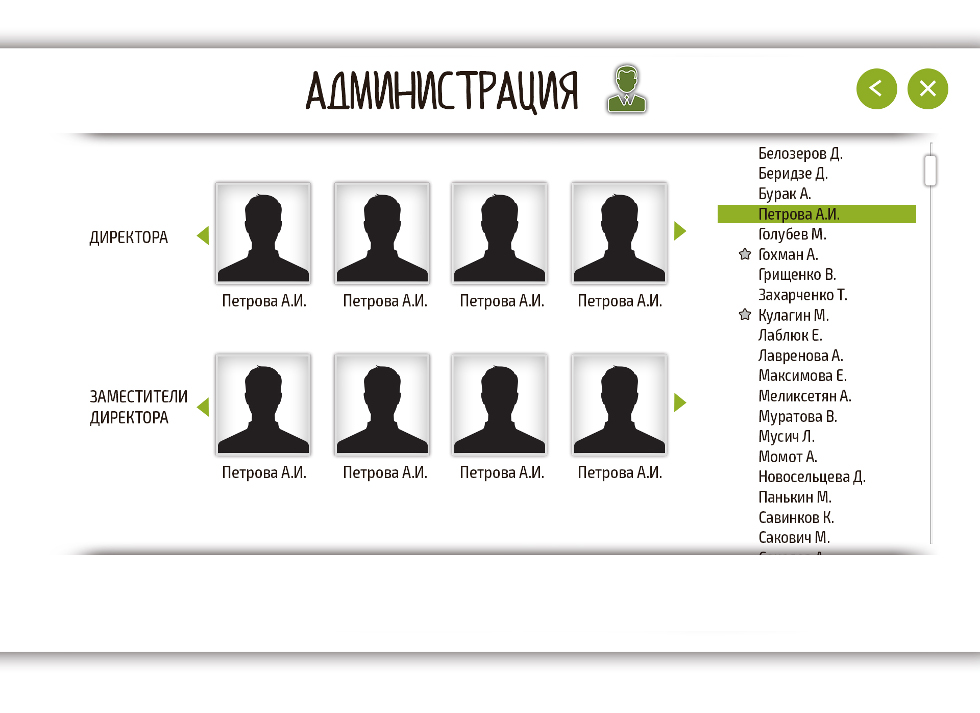 АДМИНИСТРАЦИЯ
ДИРЕКТОРА
Петрова А.И.
Петрова А.И.
Петрова А.И.
Петрова А.И.
ЗАМЕСТИТЕЛИ
ДИРЕКТОРА
Петрова А.И.
Петрова А.И.
Петрова А.И.
Петрова А.И.
Белозеров Д.
Беридзе Д.
Бурак А.
Петрова А.И.
Голубев М.
Гохман А.
Грищенко В.
Захарченко Т.
Кулагин М.
Лаблюк Е.
Лавренова А.
Максимова Е.
Меликсетян А.
Муратова В.
Мусич Л.
Момот А.
Новосельцева Д.
Панькин М.
Савинков К.
Сакович М.